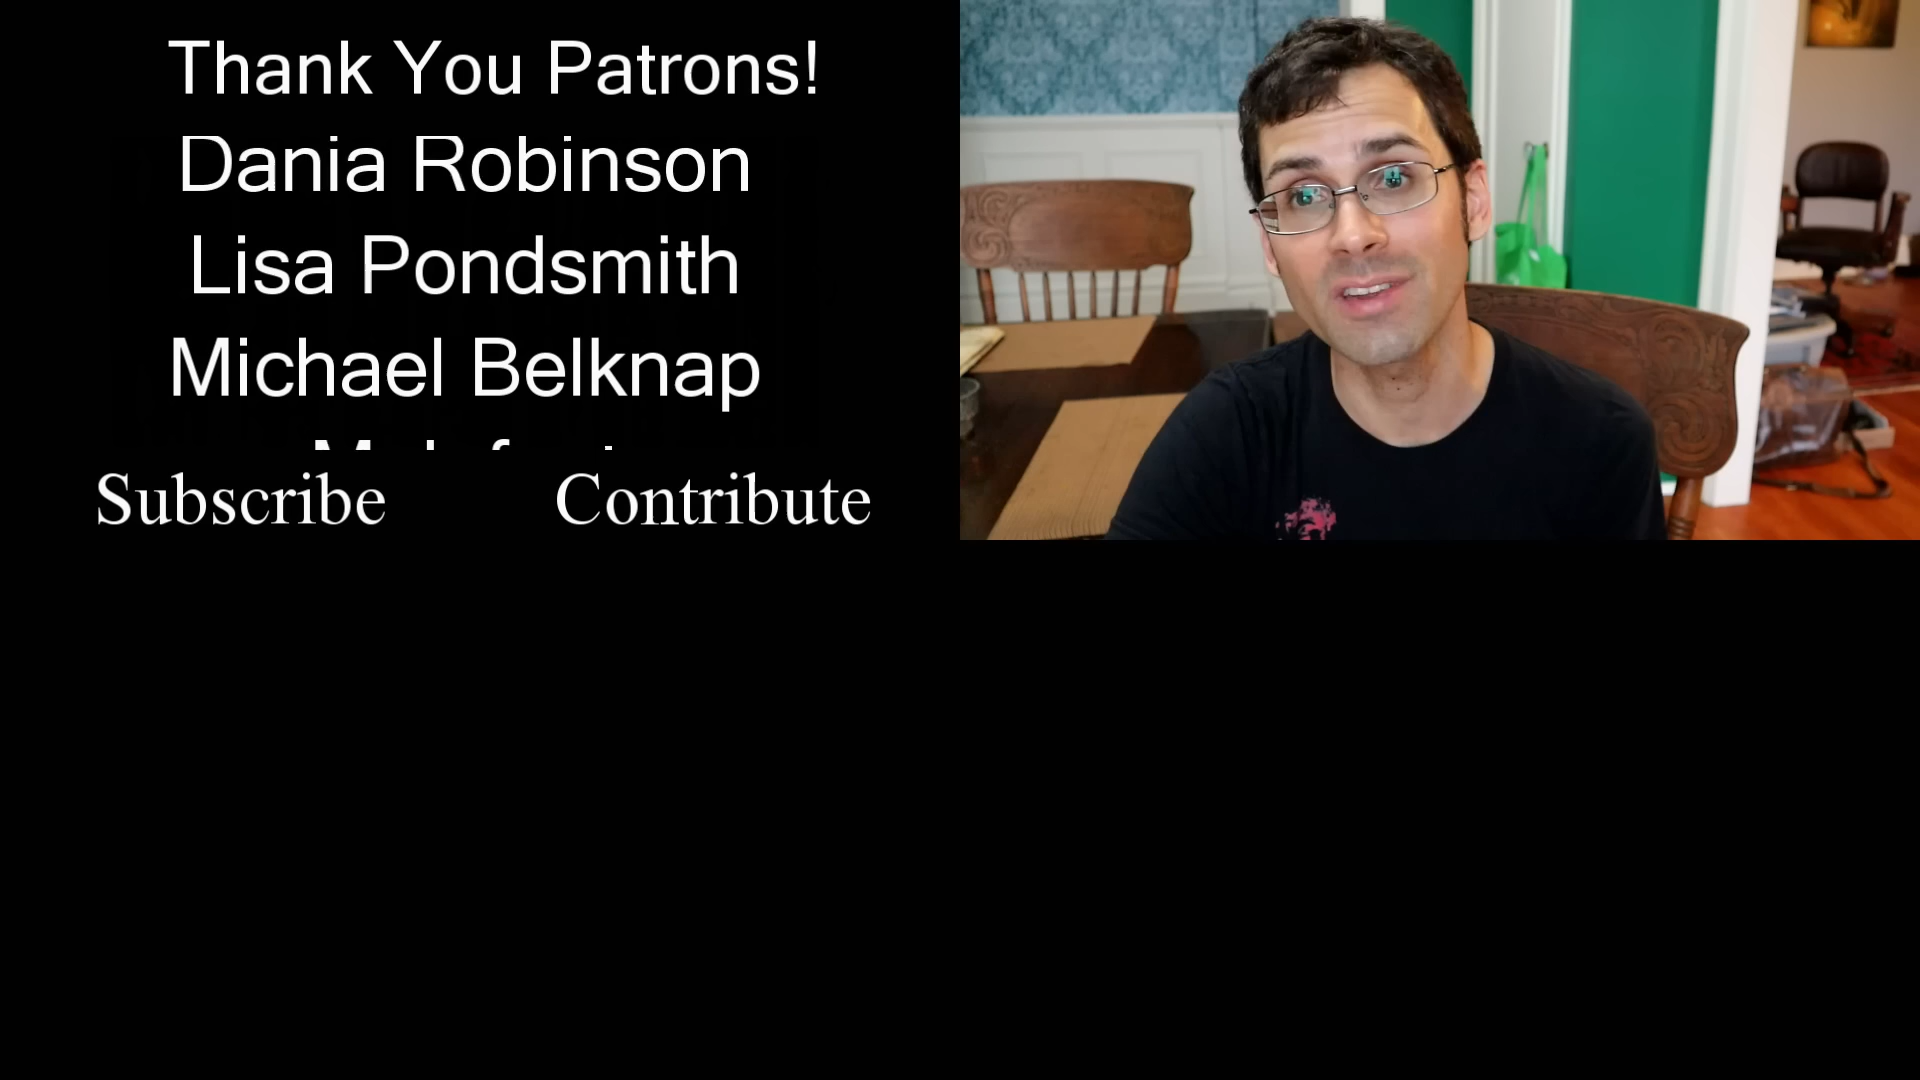 Thank You Patrons!
Dania Robinson
Lisa Pondsmith
Michael Belknap
Subscribe Contribute